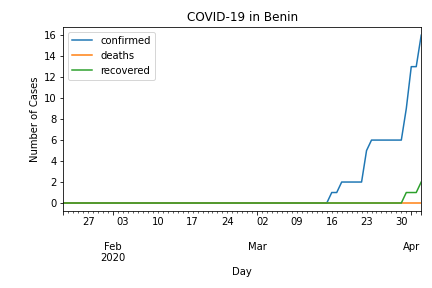 COVID-19 in Benin
confirmed
deaths
recovered
Number of Cases
16
14
12
10
8
6
4
2
0
27 03 10 17 24 02 09 16 23 30
Feb Mar Apr
2020
Day